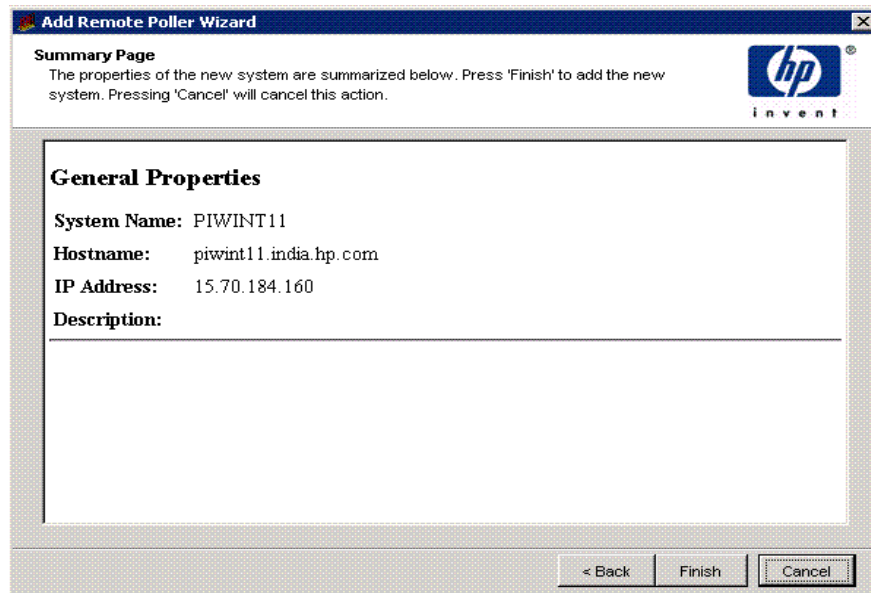 Add Remote Poller Wizard
Summary Page
The properties of the new system are summarized below. Press 'Finish' to add the new
system. Pressing 'Cancel' will cancel this action.
hp
®
invent
General Properties
System Name: PIWINT11
Hostname: piwint11.india.hp.com
IP Address: 15.70.184.160
Description:
< Back Finish Cancel